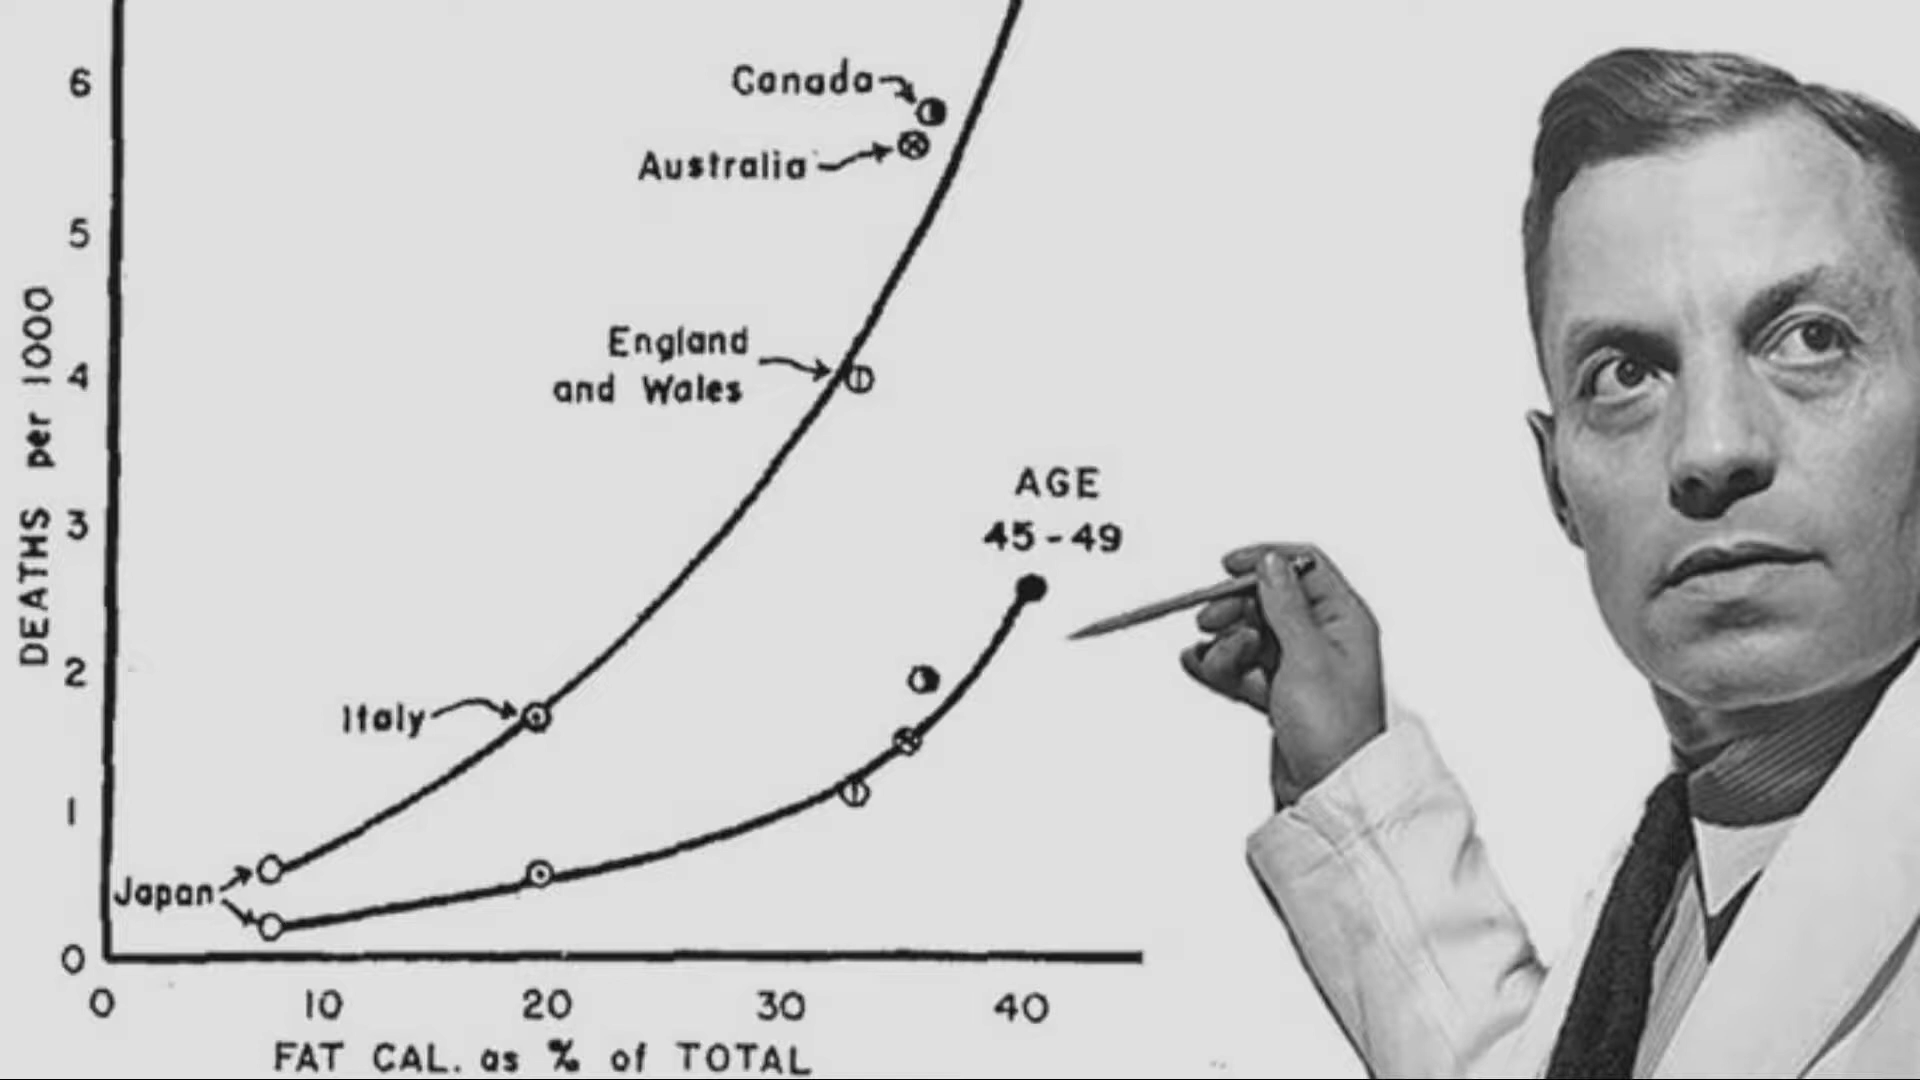 6
Canada
Australia
5
England
and Wales
4
AGE
45-49
3
2
Italy
1
Japan
0
0 10 20 30 40
FAT CAL. as % of TOTAL
DEATHS per 1000